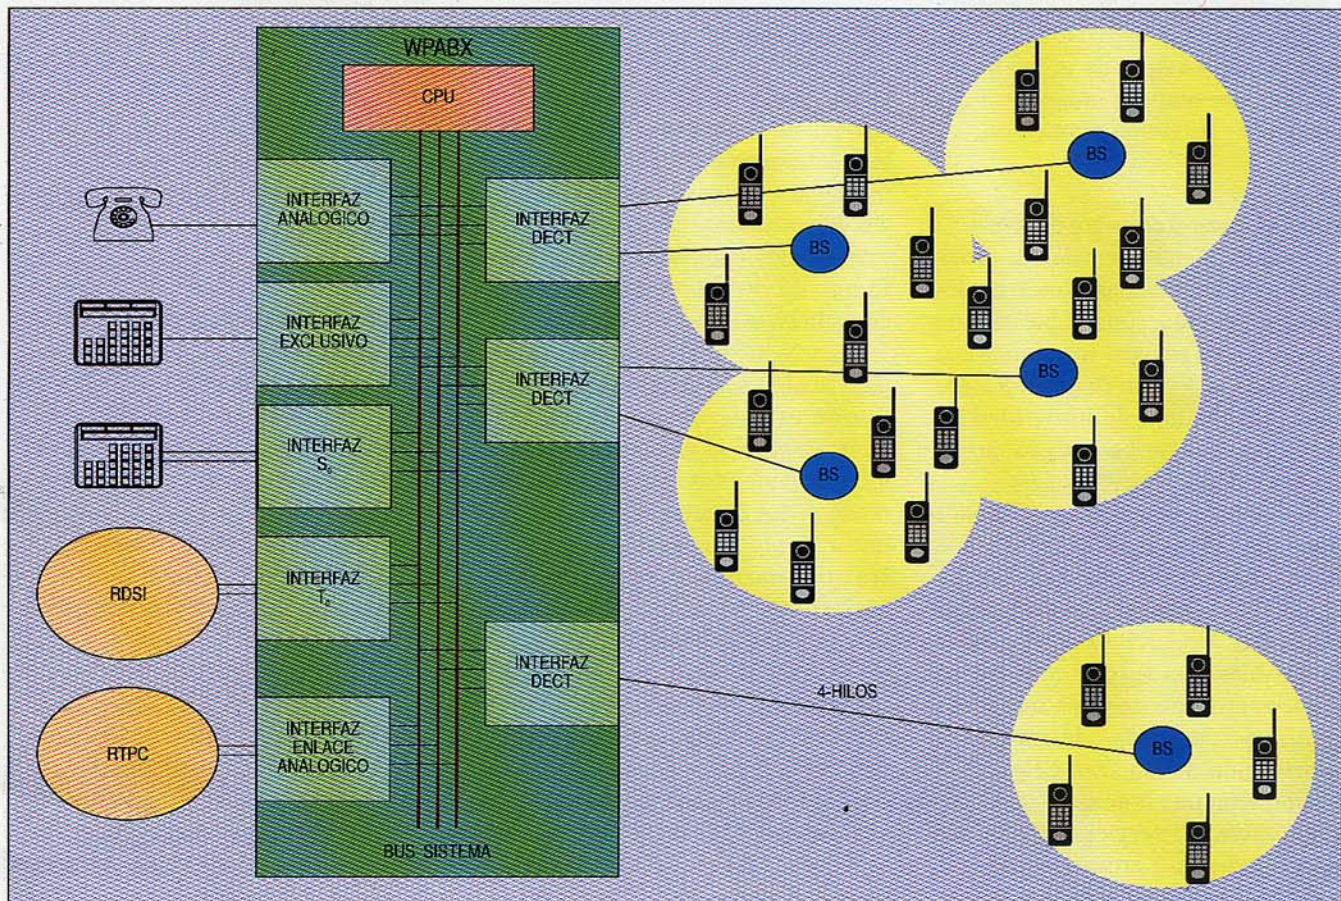 WPABX
CPU
INTERFAZ
ANALOGICO
INTERFAZ
EXCLUSIVO
INTERFAZ
S₀
INTERFAZ
T₀
INTERFAZ
ENLACE
ANALOGICO
BUS SISTEMA
RDSI
RTPC
INTERFAZ
DECT
INTERFAZ
DECT
INTERFAZ
DECT
4-HILOS
BS
BS
BS
BS
BS